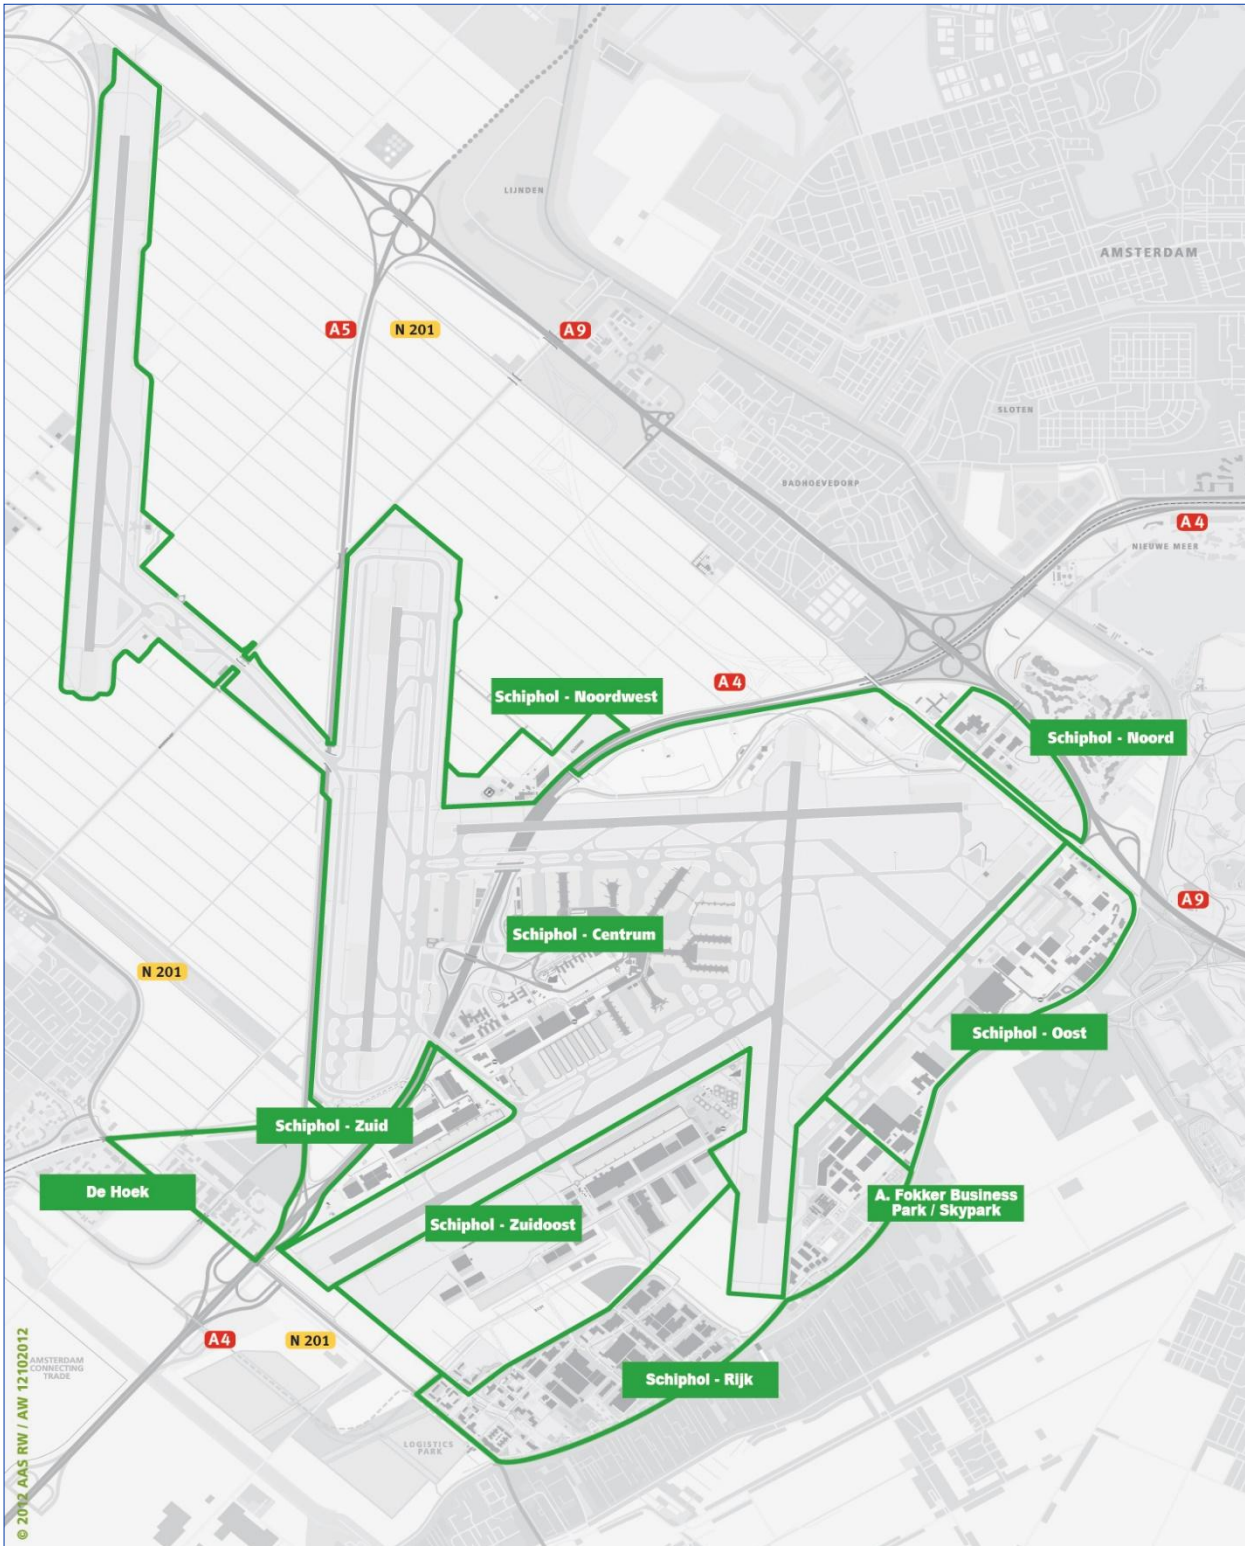 LIJNDEN
AMSTERDAM
A5
N 201
A9
SLOTEN
BADHOEVEDORP
A4
NIEUWE MEER
Schiphol - Noordwest
A4
Schiphol - Noord
A9
Schiphol - Centrum
N 201
Schiphol - Oost
Schiphol - Zuid
De Hoek
A. Fokker Business
Park / Skypark
Schiphol - Zuidoost
A4
N 201
AMSTERDAM
CONNECTING
TRADE
Schiphol - Rijk
LOGISTICS
PARK
© 2012 AAS RW / AW 12102012